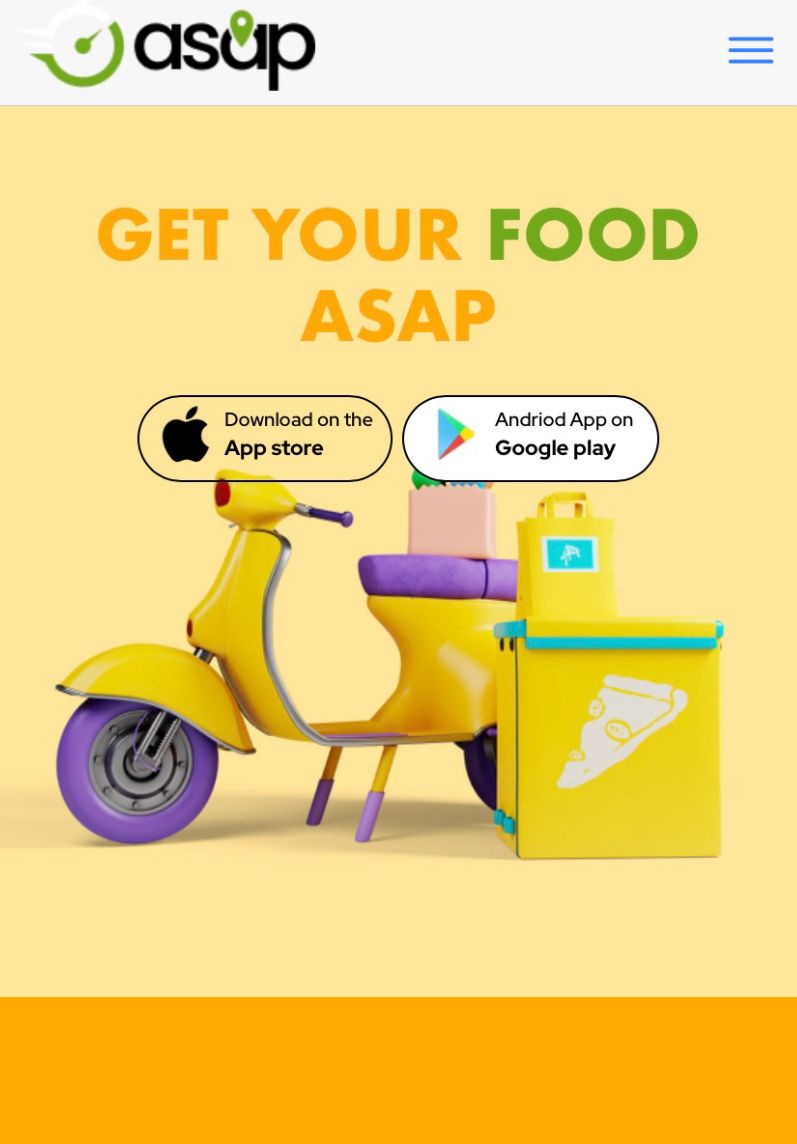 asap
GET YOUR FOOD
ASAP
Download on the
App store
Andriod App on
Google play